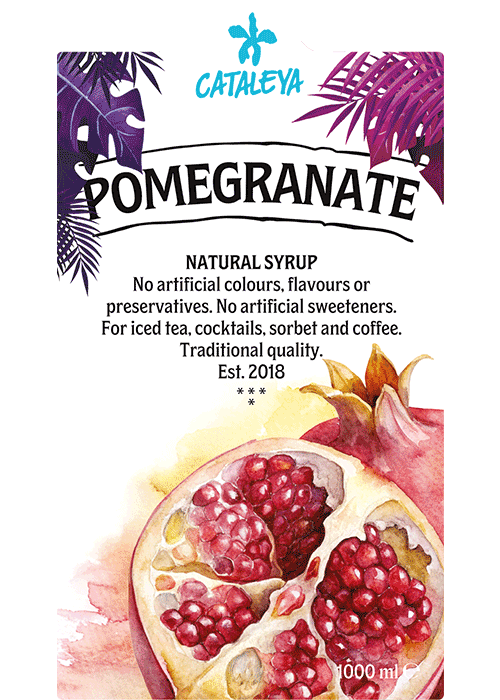 CATALEYA
POMEGRANATE
NATURAL SYRUP
No artificial colours, flavours or
preservatives. No artificial sweeteners.
For iced tea, cocktails, sorbet and coffee.
Traditional quality.
Est. 2018
* * *
*
1000 ml ℮